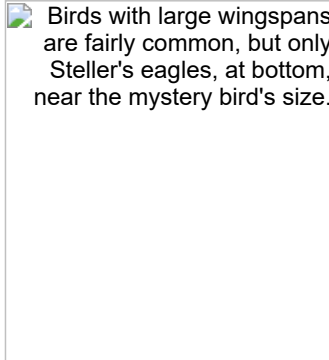 Birds with large wingspans
are fairly common, but only
Steller's eagles, at bottom,
near the mystery bird's size.